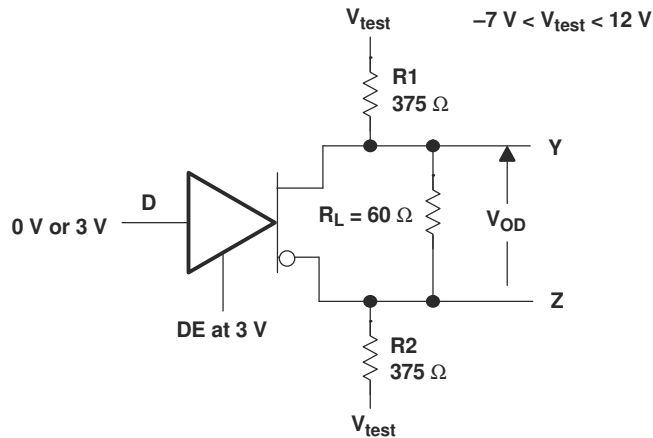 V_test
–7 V < V_test < 12 V
R1
375 Ω
Y
D
0 V or 3 V
R_L = 60 Ω
V_OD
Z
DE at 3 V
R2
375 Ω
V_test